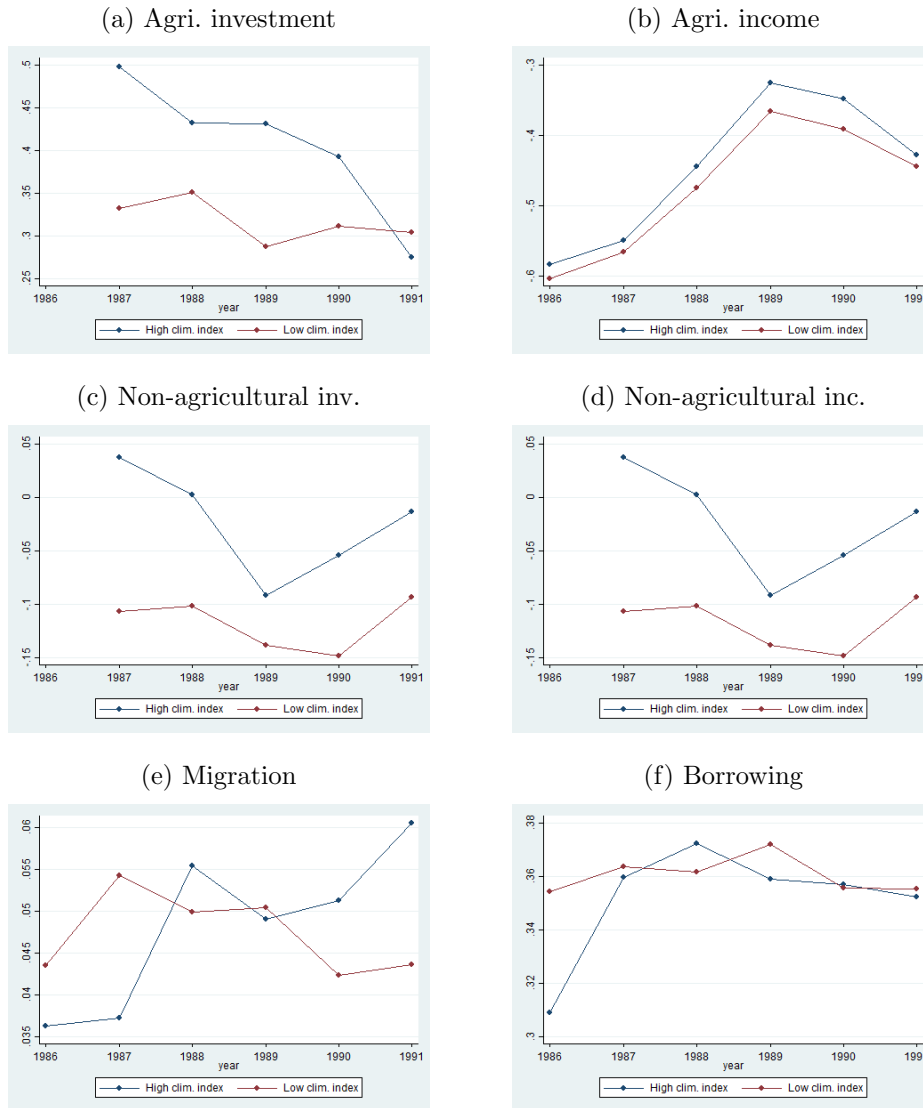 (a) Agri. investment
.5
.45
.4
.35
.3
.25
1986 1987 1988 1989 1990 1991
year
High clim. index Low clim. index
(b) Agri. income
-.3
-.4
-.5
-.6
1986 1987 1988 1989 1990 199
year
High clim. index Low clim. index
(c) Non-agricultural inv.
.05
0
-.05
-.1
-.15
1986 1987 1988 1989 1990 1991
year
High clim. index Low clim. index
(d) Non-agricultural inc.
.05
0
-.05
-.1
-.15
1986 1987 1988 1989 1990 199
year
High clim. index Low clim. index
(e) Migration
.06
.055
.05
.045
.04
.035
1986 1987 1988 1989 1990 1991
year
High clim. index Low clim. index
(f) Borrowing
.38
.36
.34
.32
.3
1986 1987 1988 1989 1990 199
year
High clim. index Low clim. index